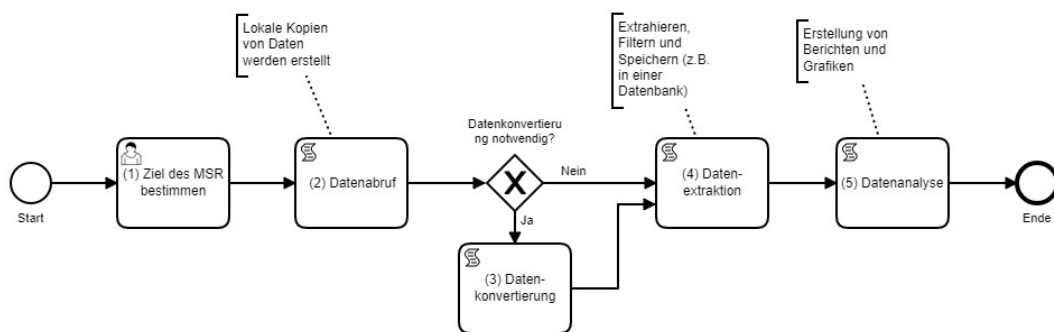 Lokale Kopien
von Daten
werden erstellt
Extrahieren,
Filtern und
Speichern (z.B.
in einer
Datenbank)
Erstellung von
Berichten und
Grafiken
Datenkonvertieru
ng notwendig?
Start
(1) Ziel des MSR
bestimmen
(2) Datenabruf
Nein
Ja
(3) Daten-
konvertierung
(4) Daten-
extraktion
(5) Datenanalyse
Ende